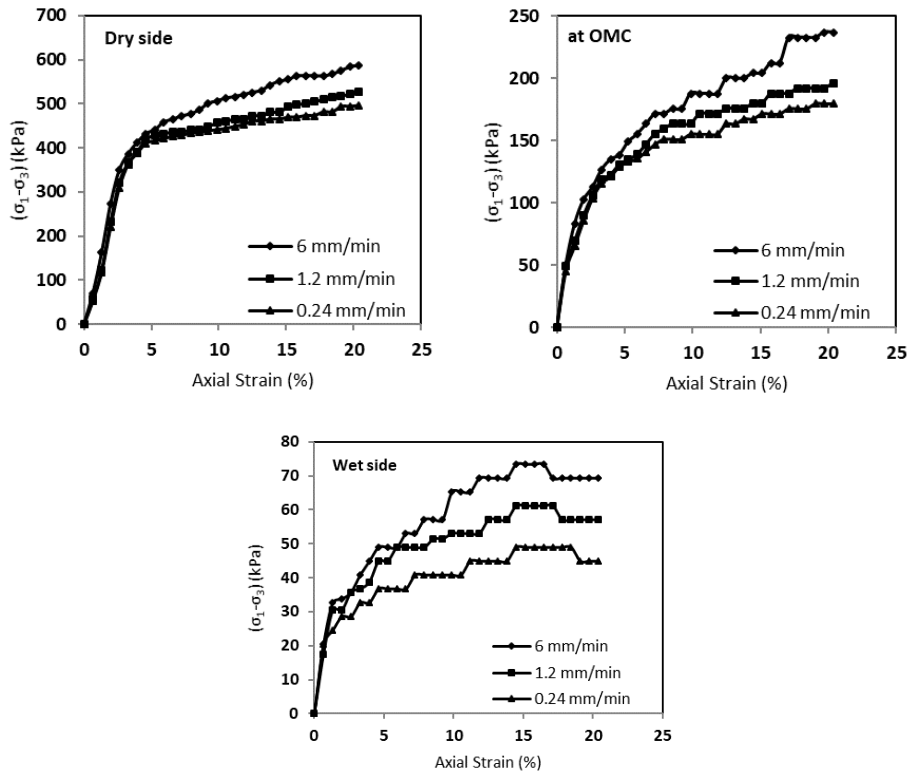 Dry side
(σ₁-σ₃) (kPa)
700
600
500
400
300
200
100
0
6 mm/min
1.2 mm/min
0.24 mm/min
0 5 10 15 20 25
Axial Strain (%)
at OMC
(σ₁-σ₃) (kPa)
250
200
150
100
50
0
6 mm/min
1.2 mm/min
0.24 mm/min
0 5 10 15 20 25
Axial Strain (%)
Wet side
(σ₁-σ₃) (kPa)
80
70
60
50
40
30
20
10
0
6 mm/min
1.2 mm/min
0.24 mm/min
0 5 10 15 20 25
Axial Strain (%)